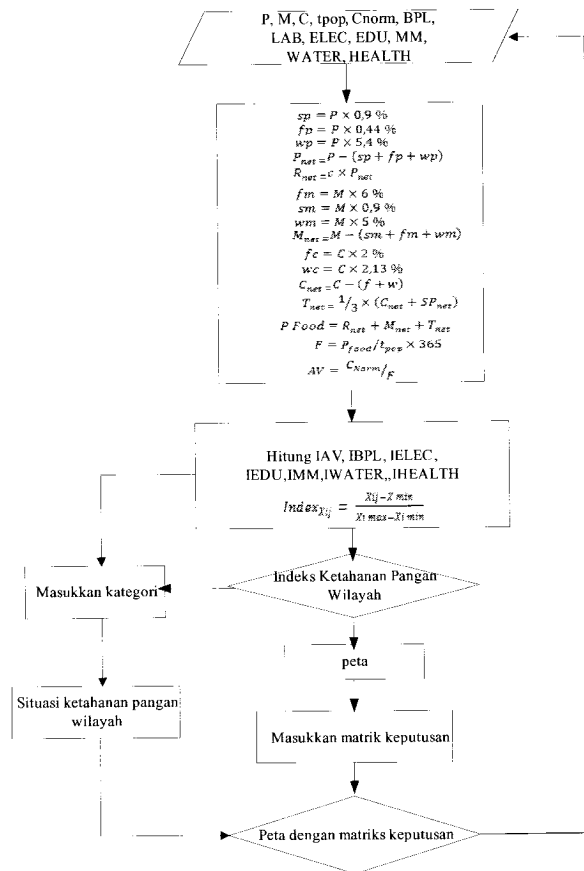 P, M, C, tpop, Cnorm, BPL,
LAB, ELEC, EDU, MM,
WATER, HEALTH
sp = P × 0,9 %
fp = P × 0,44 %
wp = P × 5,4 %
P_net = P − (sp + fp + wp)
R_net = c × P_net
fm = M × 6 %
sm = M × 0,9 %
wm = M × 5 %
M_net = M − (sm + fm + wm)
fc = C × 2 %
wc = C × 2,13 %
C_net = C − (f + w)
T_net = 1/3 × (C_net + SP_net)
P Food = R_net + M_net + T_net
F = P_food/t_pop × 365
AV = C_Norm/F
Hitung IAV, IBPL, IELEC,
IEDU,IMM,IWATER,,IHEALTH
Index_Xij = Xij−X min / Xi max−Xi min
Indeks Ketahanan Pangan
Wilayah
Masukkan kategori
peta
Situasi ketahanan pangan
wilayah
Masukkan matrik keputusan
Peta dengan matriks keputusan